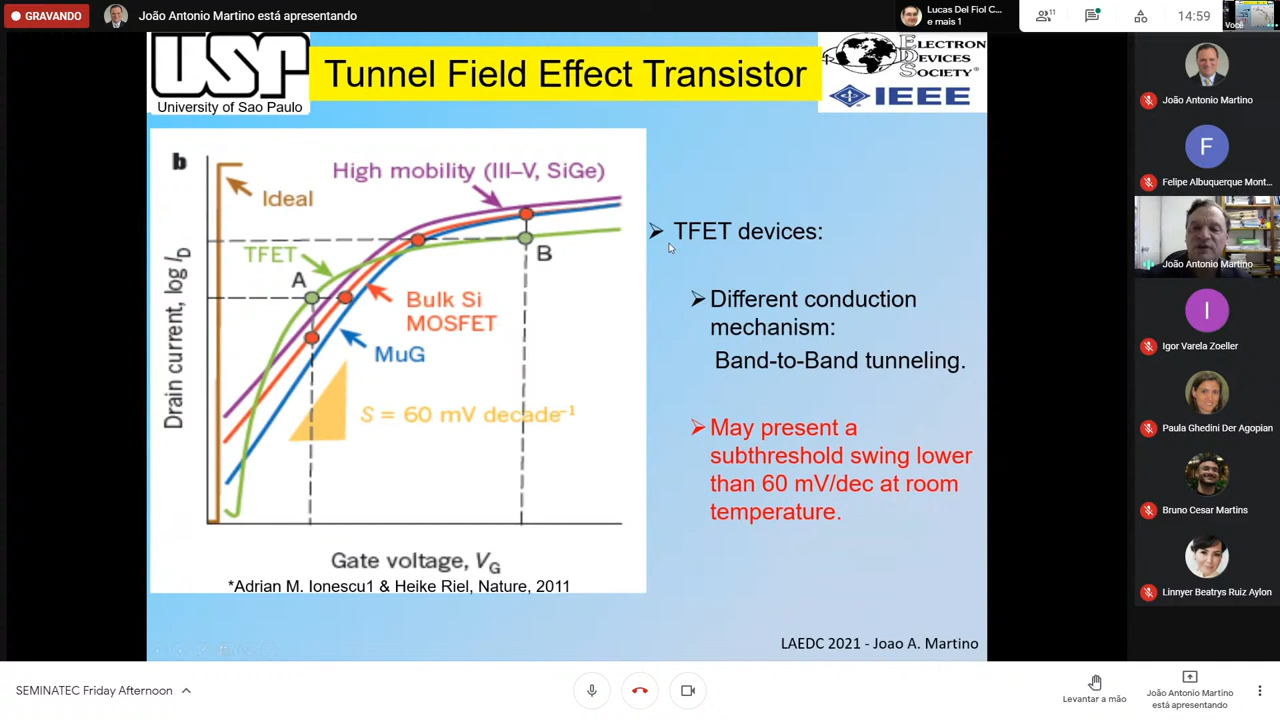 GRAVANDO
João Antonio Martino está apresentando
Lucas Del Fiol C...
e mais 1
11
14:59
Você
USP
University of Sao Paulo
Tunnel Field Effect Transistor
ELECTRON
DEVICES
SOCIETY®
IEEE
b
High mobility (III–V, SiGe)
Ideal
TFET
A
B
Bulk Si
MOSFET
MuG
S = 60 mV decade⁻¹
Drain current, log ID
Gate voltage, VG
*Adrian M. Ionescu1 & Heike Riel, Nature, 2011
TFET devices:
Different conduction
mechanism:
Band-to-Band tunneling.
May present a
subthreshold swing lower
than 60 mV/dec at room
temperature.
LAEDC 2021 - Joao A. Martino
João Antonio Martino
F
Felipe Albuquerque Mont...
João Antonio Martino
I
Igor Varela Zoeller
Paula Ghedini Der Agopian
Bruno Cesar Martins
Linnyer Beatrys Ruiz Aylon
SEMINATEC Friday Afternoon
Levantar a mão
João Antonio Martino
está apresentando